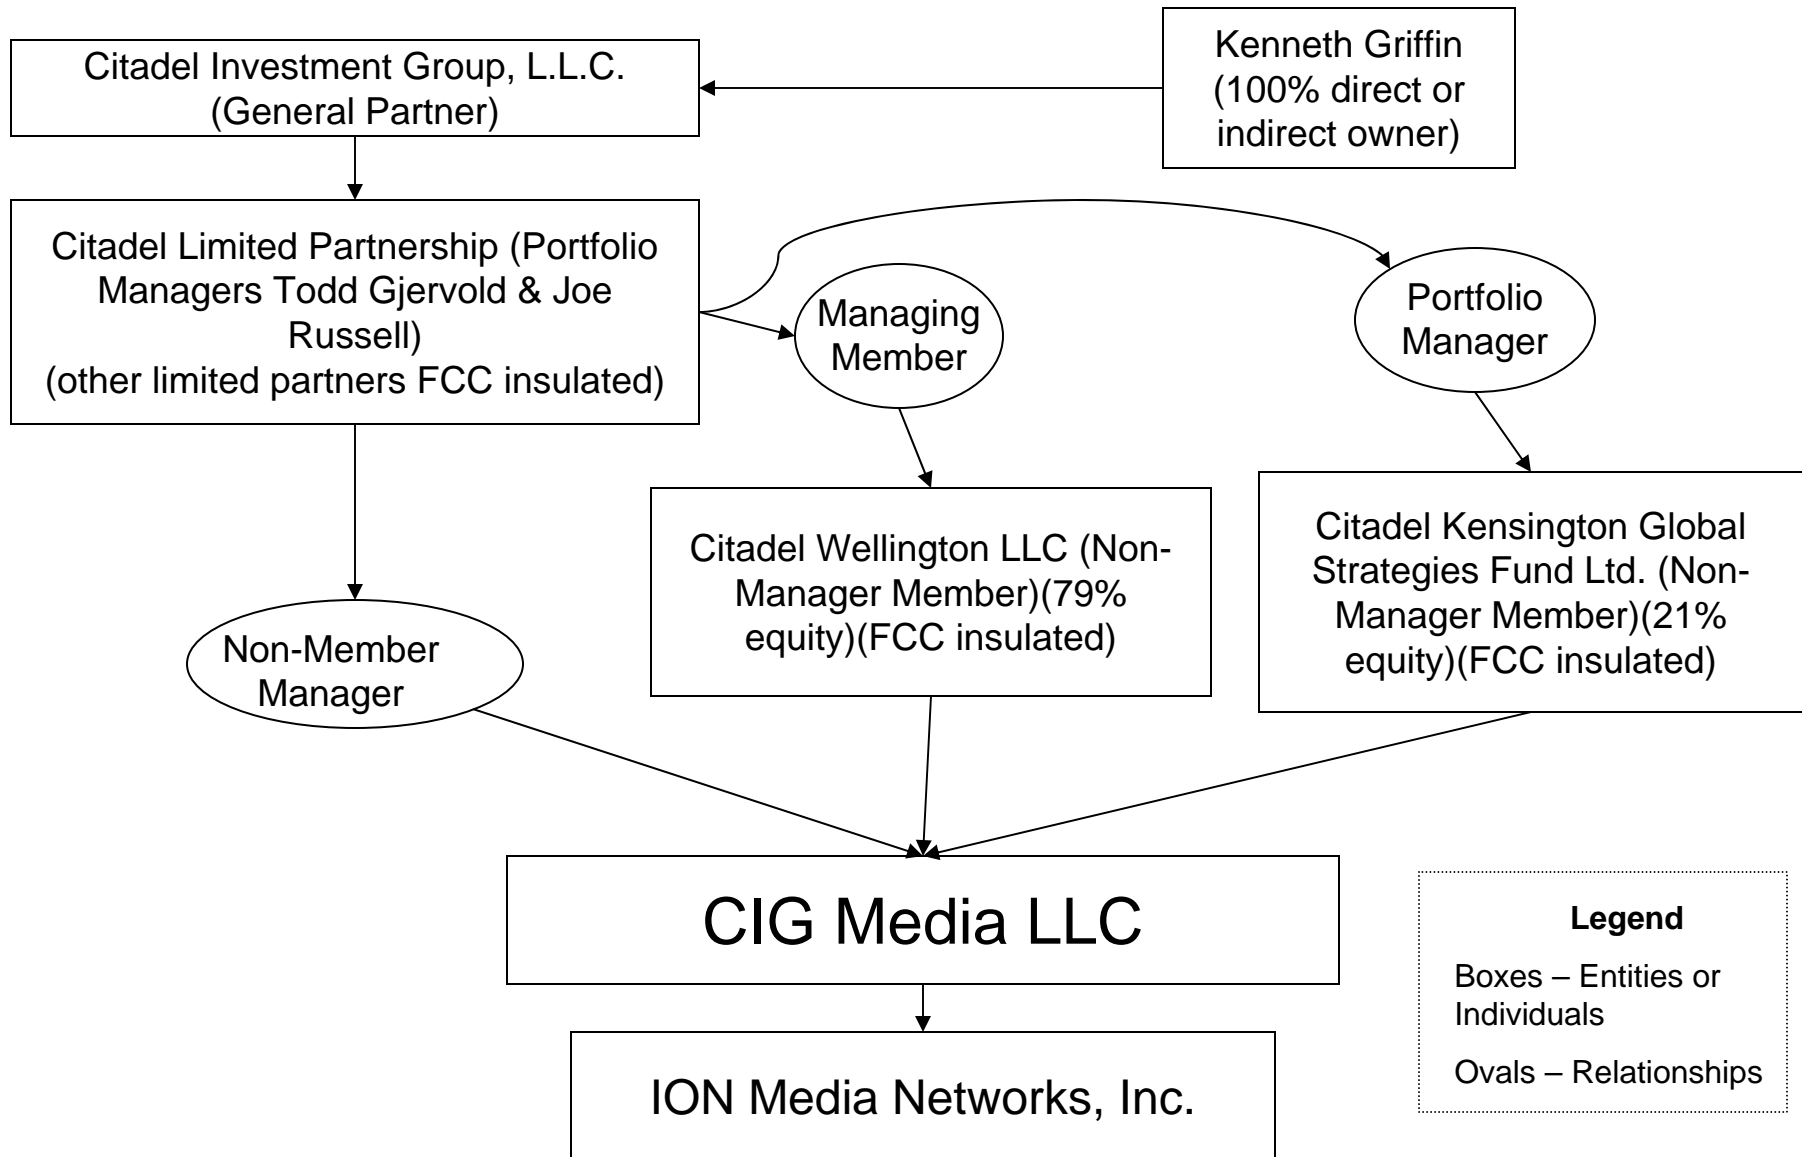 Citadel Investment Group, L.L.C.
(General Partner)
Kenneth Griffin
(100% direct or
indirect owner)
Citadel Limited Partnership (Portfolio
Managers Todd Gjervold & Joe
Russell)
(other limited partners FCC insulated)
Managing
Member
Portfolio
Manager
Citadel Wellington LLC (Non-
Manager Member)(79%
equity)(FCC insulated)
Citadel Kensington Global
Strategies Fund Ltd. (Non-
Manager Member)(21%
equity)(FCC insulated)
Non-Member
Manager
CIG Media LLC
ION Media Networks, Inc.
Legend
Boxes – Entities or
Individuals
Ovals – Relationships